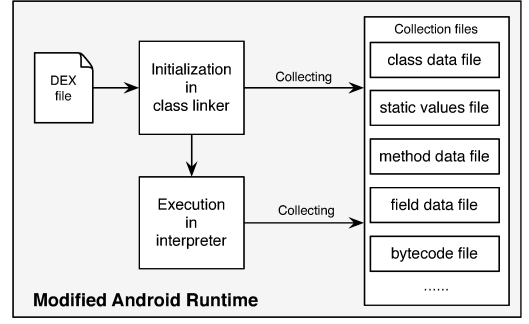 DEX
file
Initialization
in
class linker
Collecting
Execution
in
interpreter
Collecting
Collection files
class data file
static values file
method data file
field data file
bytecode file
......
Modified Android Runtime